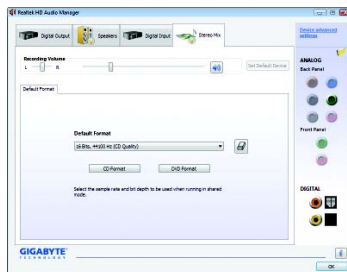 Realtek HD Audio Manager
Digital Output
Speakers
Digital Input
Stereo Mix
Device advanced
settings
Recording Volume
L
R
Set Default Device
Default Format
Default Format
16 Bits, 44100 Hz (CD Quality)
CD Format
DVD Format
Select the sample rate and bit depth to be used when running in shared
mode.
ANALOG
Back Panel
Front Panel
DIGITAL
GIGABYTE
TECHNOLOGY
OK